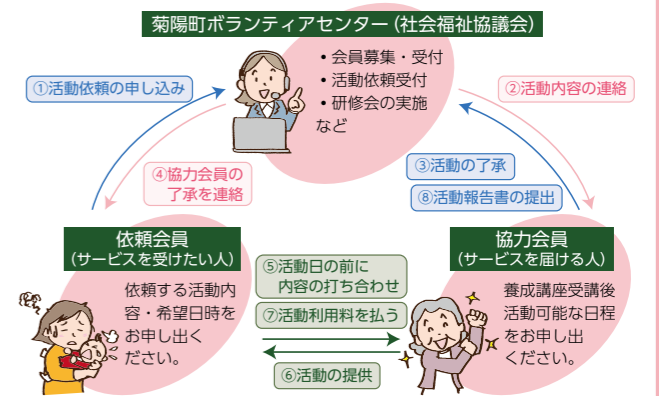 菊陽町ボランティアセンター(社会福祉協議会)
• 会員募集・受付
• 活動依頼受付
• 研修会の実施
など
①活動依頼の申し込み
②活動内容の連絡
③活動の了承
⑧活動報告書の提出
④協力会員の
了承を連絡
依頼会員
(サービスを受けたい人)
依頼する活動内
容・希望日時を
お申し出く
ださい。
⑤活動日の前に
内容の打ち合わせ
⑦活動利用料を払う
⑥活動の提供
協力会員
(サービスを届ける人)
養成講座受講後
活動可能な日程
をお申し出
ください。